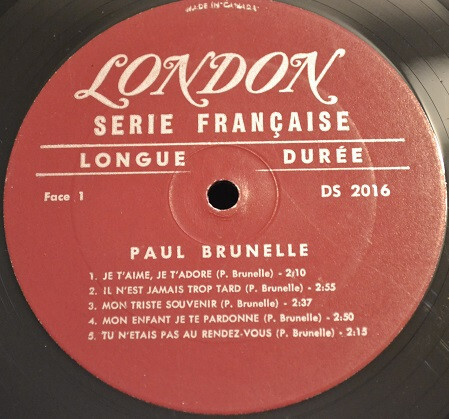 MADE IN CANADA
LONDON
SERIE FRANÇAISE
LONGUE DURÉE
Face 1 DS 2016
PAUL BRUNELLE
1. JE T'AIME, JE T'ADORE (P. Brunelle) - 2/10
2. IL N'EST JAMAIS TROP TARD (P. Brunelle) - 2:55
3. MON TRISTE SOUVENIR (P. Brunelle) - 2:37
4. MON ENFANT JE TE PARDONNE (P. Brunelle) - 2:50
5. TU N'ETAIS PAS AU RENDEZ-VOUS (P. Brunelle) - 2:15